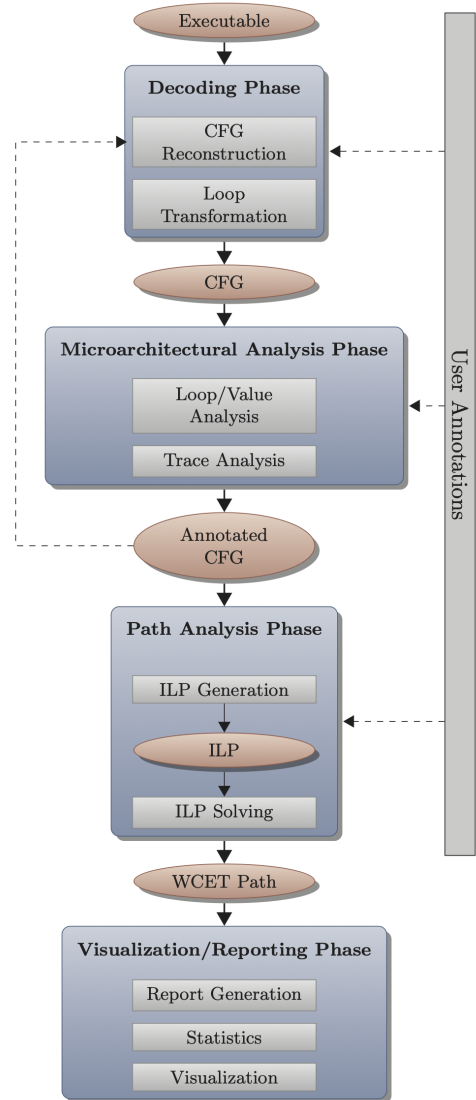 Executable
Decoding Phase
CFG
Reconstruction
Loop
Transformation
CFG
Microarchitectural Analysis Phase
Loop/Value
Analysis
Trace Analysis
Annotated
CFG
Path Analysis Phase
ILP Generation
ILP
ILP Solving
WCET Path
Visualization/Reporting Phase
Report Generation
Statistics
Visualization
User Annotations